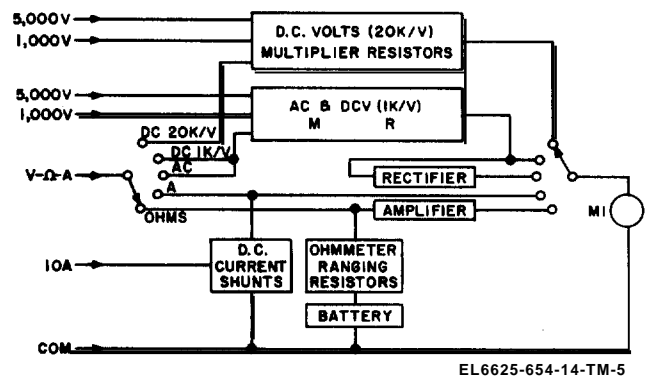 5,000V
1,000V
D.C. VOLTS (20K/V)
MULTIPLIER RESISTORS
5,000V
1,000V
AC & DCV (1K/V)
M R
DC 20K/V
DC 1K/V
AC
V-Ω-A
A
OHMS
RECTIFIER
AMPLIFIER
M1
10A
D.C.
CURRENT
SHUNTS
OHMMETER
RANGING
RESISTORS
BATTERY
COM
EL6625-654-14-TM-5